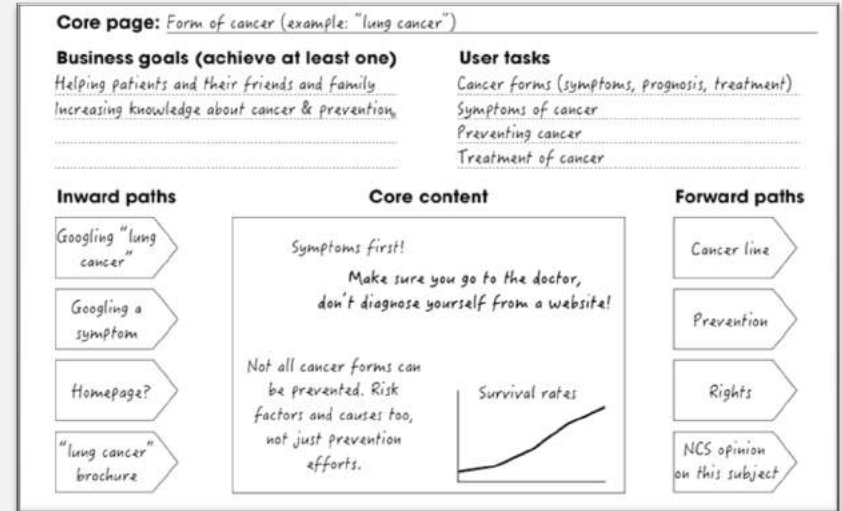 Core page: Form of cancer (example: "lung cancer")
Business goals (achieve at least one)
Helping patients and their friends and family
Increasing knowledge about cancer & prevention
User tasks
Cancer forms (symptoms, prognosis, treatment)
Symptoms of cancer
Preventing cancer
Treatment of cancer
Inward paths
Googling "lung
cancer"
Googling a
symptom
Homepage?
"lung cancer"
brochure
Core content
Symptoms first!
Make sure you go to the doctor,
don't diagnose yourself from a website!
Not all cancer forms can
be prevented. Risk
factors and causes too,
not just prevention
efforts.
Survival rates
Forward paths
Cancer line
Prevention
Rights
NCS opinion
on this subject